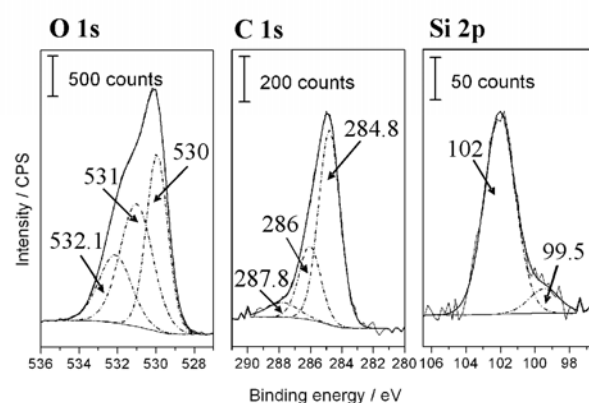 O 1s
C 1s
Si 2p
500 counts
200 counts
50 counts
530
531
532.1
284.8
286
287.8
102
99.5
Intensity / CPS
536 534 532 530 528
290 288 286 284 282 280
106 104 102 100 98
Binding energy / eV